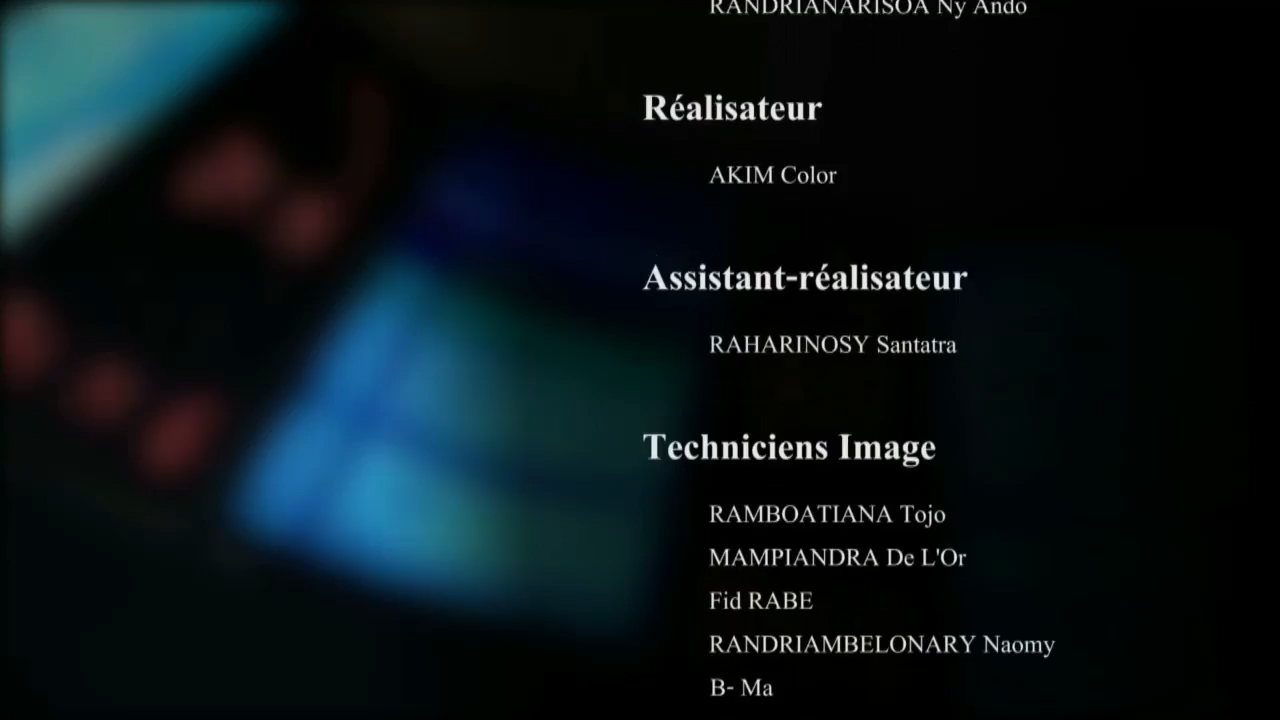 RANDRIANARISOA Ny Ando
Réalisateur
AKIM Color
Assistant-réalisateur
RAHARINOSY Santatra
Techniciens Image
RAMBOATIANA Tojo
MAMPIANDRA De L'Or
Fid RABE
RANDRIAMBELONARY Naomy
B- Ma